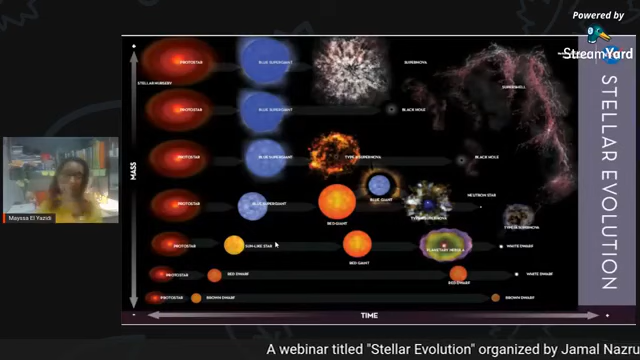 Powered by
StreamYard
PROTOSTAR
BLUE SUPERGIANT
SUPERNOVA
STELLAR NURSERY
SUPERSHELL
PROTOSTAR
BLUE SUPERGIANT
BLACK HOLE
PROTOSTAR
BLUE SUPERGIANT
BLACK HOLE
PROTOSTAR
BLUE SUPERGIANT
RED GIANT
BLUE GIANT
NEUTRON STAR
PROTOSTAR
SUN-LIKE STAR
RED GIANT
PLANETARY NEBULA
WHITE DWARF
PROTOSTAR
RED DWARF
RED DWARF
WHITE DWARF
PROTOSTAR
BROWN DWARF
BROWN DWARF
MASS
+
-
- TIME +
STELLAR EVOLUTION
Mayssa El Yazidi
A webinar titled "Stellar Evolution" organized by Jamal Nazru